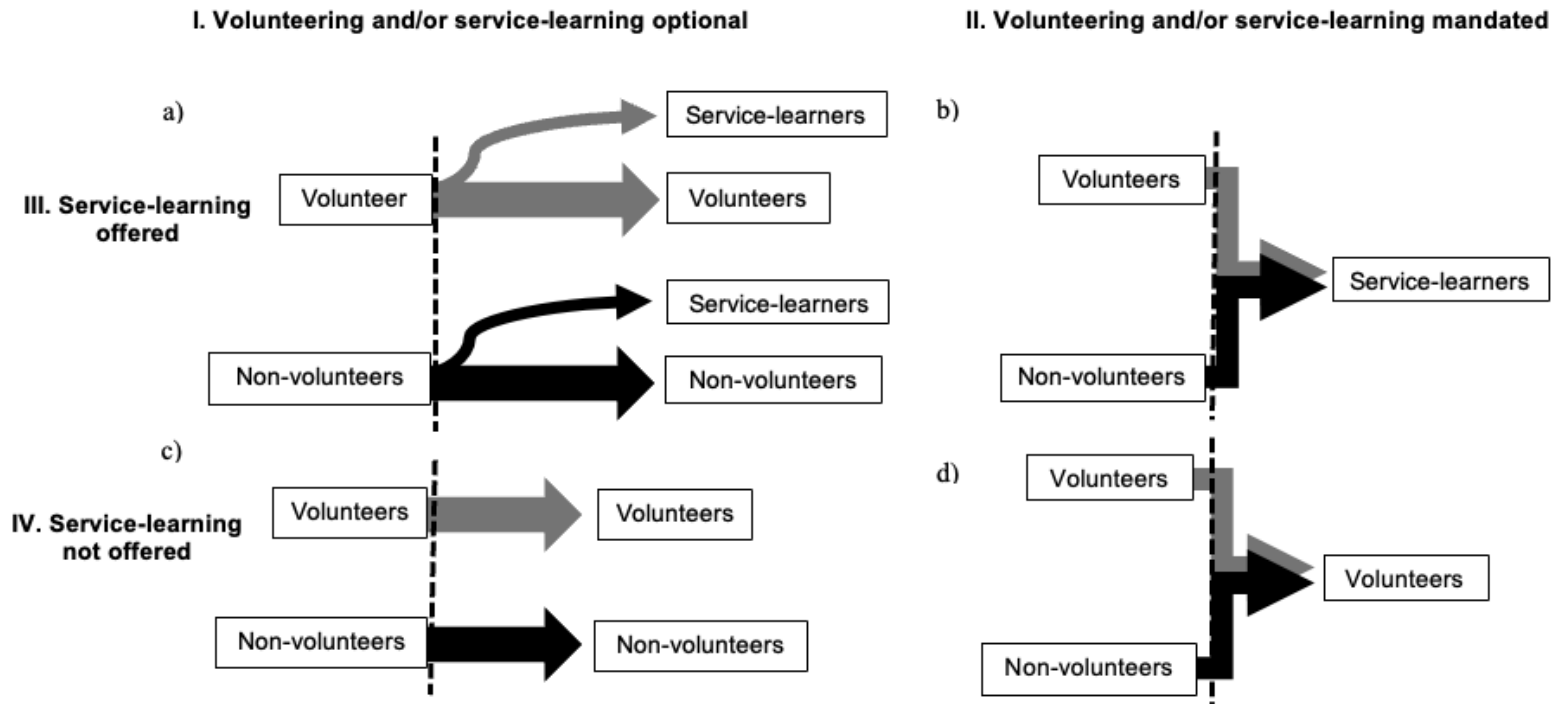 I. Volunteering and/or service-learning optional
II. Volunteering and/or service-learning mandated
a)
Service-learners
Volunteer
Volunteers
III. Service-learning
offered
Service-learners
Non-volunteers
Non-volunteers
b)
Volunteers
Service-learners
Non-volunteers
c)
Volunteers
Volunteers
IV. Service-learning
not offered
Non-volunteers
Non-volunteers
d)
Volunteers
Volunteers
Non-volunteers